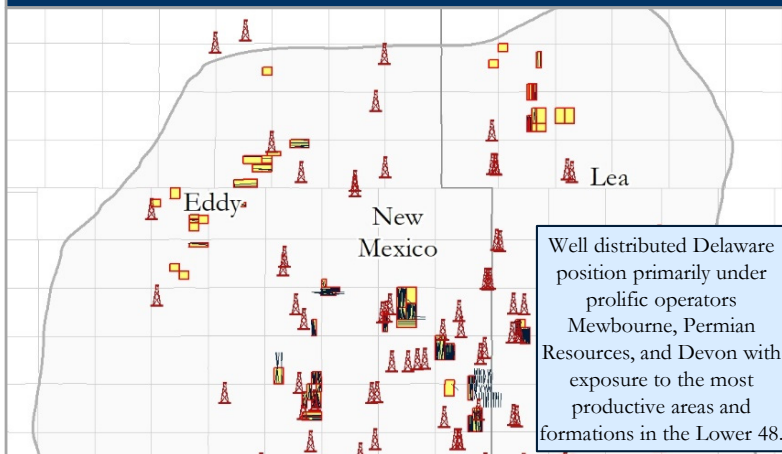 Eddy
Lea
New
Mexico
Well distributed Delaware
position primarily under
prolific operators
Mewbourne, Permian
Resources, and Devon with
exposure to the most
productive areas and
formations in the Lower 48.